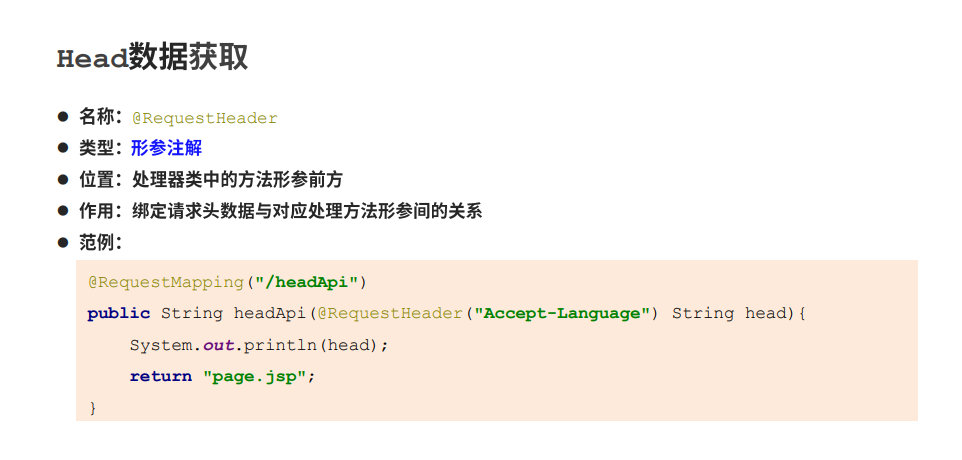 Head数据获取
● 名称：@RequestHeader
● 类型：形参注解
● 位置：处理器类中的方法形参前方
● 作用：绑定请求头数据与对应处理方法形参间的关系
● 范例：
@RequestMapping("/headApi")
public String headApi(@RequestHeader("Accept-Language") String head){
    System.out.println(head);
    return "page.jsp";
}